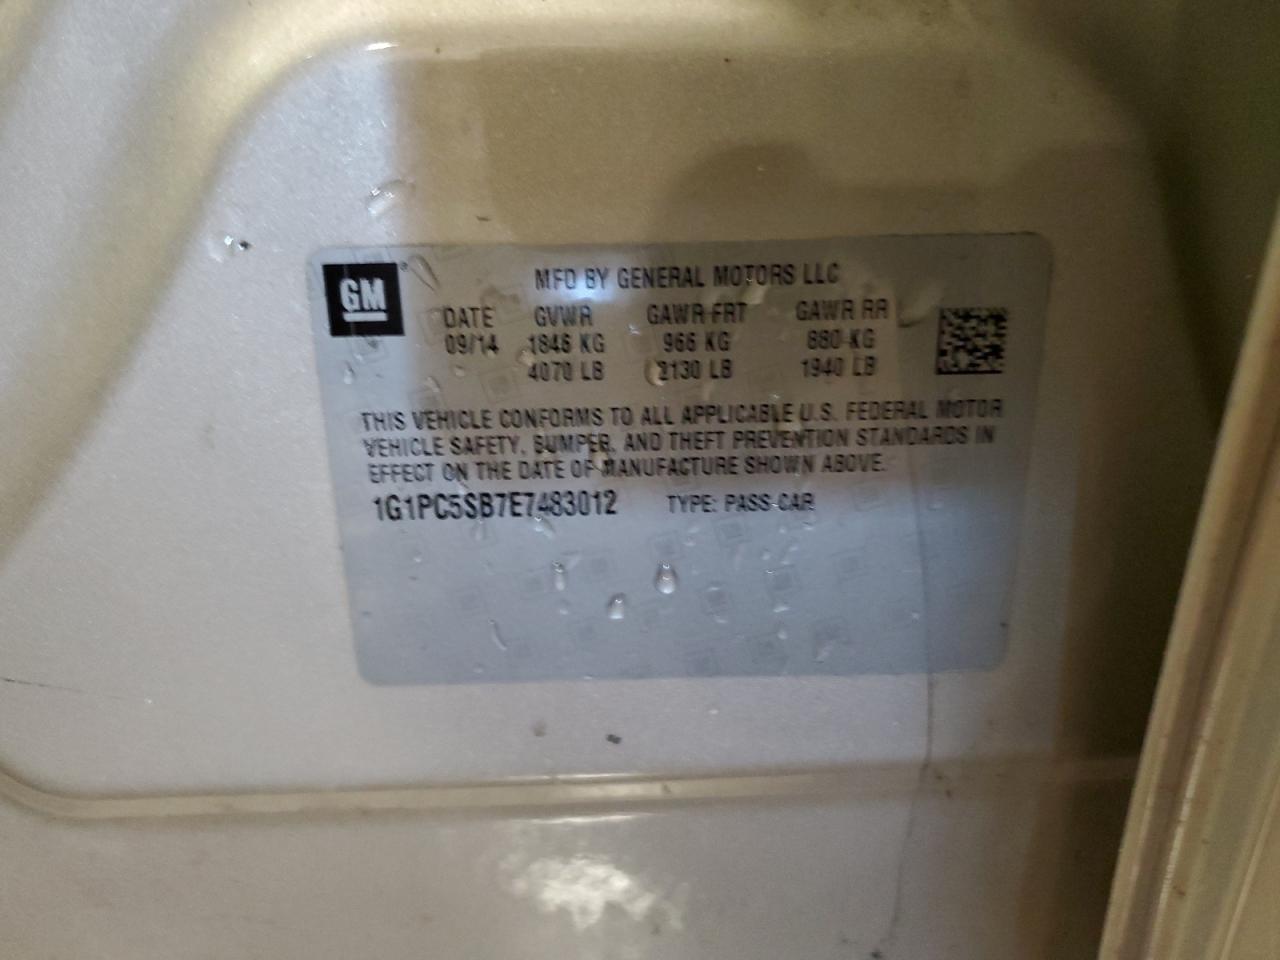 GM
MFD BY GENERAL MOTORS LLC
DATE GVWR GAWR FRT GAWR RR
09/14 1846 KG 966 KG 880 KG
4070 LB 2130 LB 1940 LB
THIS VEHICLE CONFORMS TO ALL APPLICABLE U.S. FEDERAL MOTOR
VEHICLE SAFETY, BUMPER, AND THEFT PREVENTION STANDARDS IN
EFFECT ON THE DATE OF MANUFACTURE SHOWN ABOVE.
1G1PC5SB7E7483012 TYPE: PASS CAR